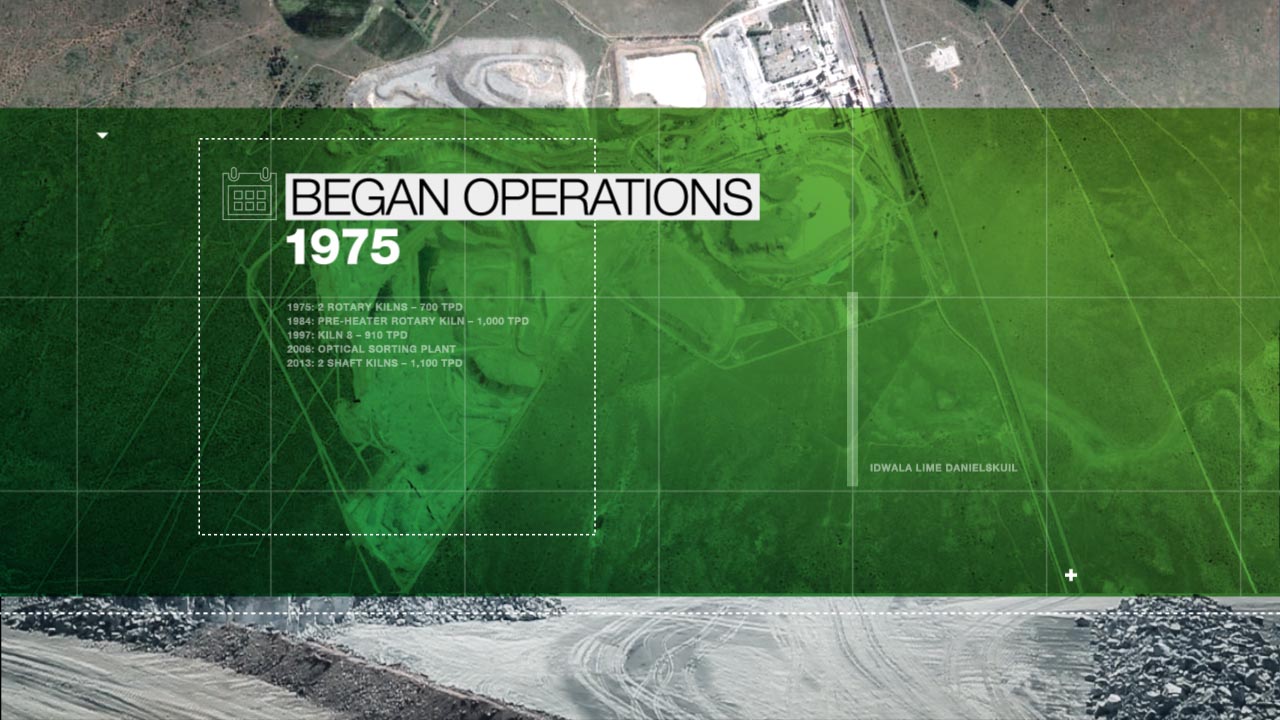 BEGAN OPERATIONS
1975
1975: 2 ROTARY KILNS – 700 TPD
1984: PRE-HEATER ROTARY KILN – 1,000 TPD
1997: KILN 8 – 910 TPD
2006: OPTICAL SORTING PLANT
2013: 2 SHAFT KILNS – 1,100 TPD
IDWALA LIME DANIELSKUIL